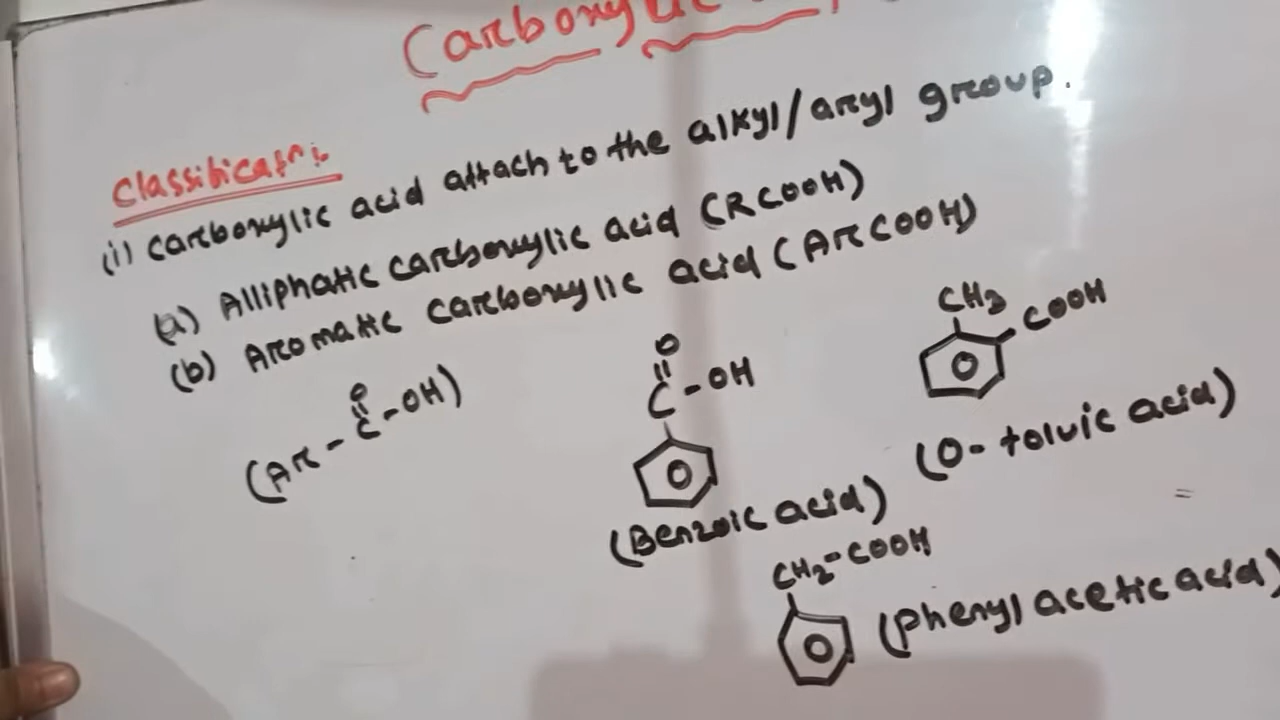 Carboxylic
Classificatn:
(i) carboxylic acid attach to the alkyl/aryl group.
(a) Alliphatic carboxylic acid (RCOOH)
(b) Aromatic carboxylic acid (ArCOOH)
(Ar-C-OH)
O
O
C-OH
(Benzoic acid)
CH3
COOH
(O-toluic acid)
CH2-COOH
(Phenyl acetic acid)